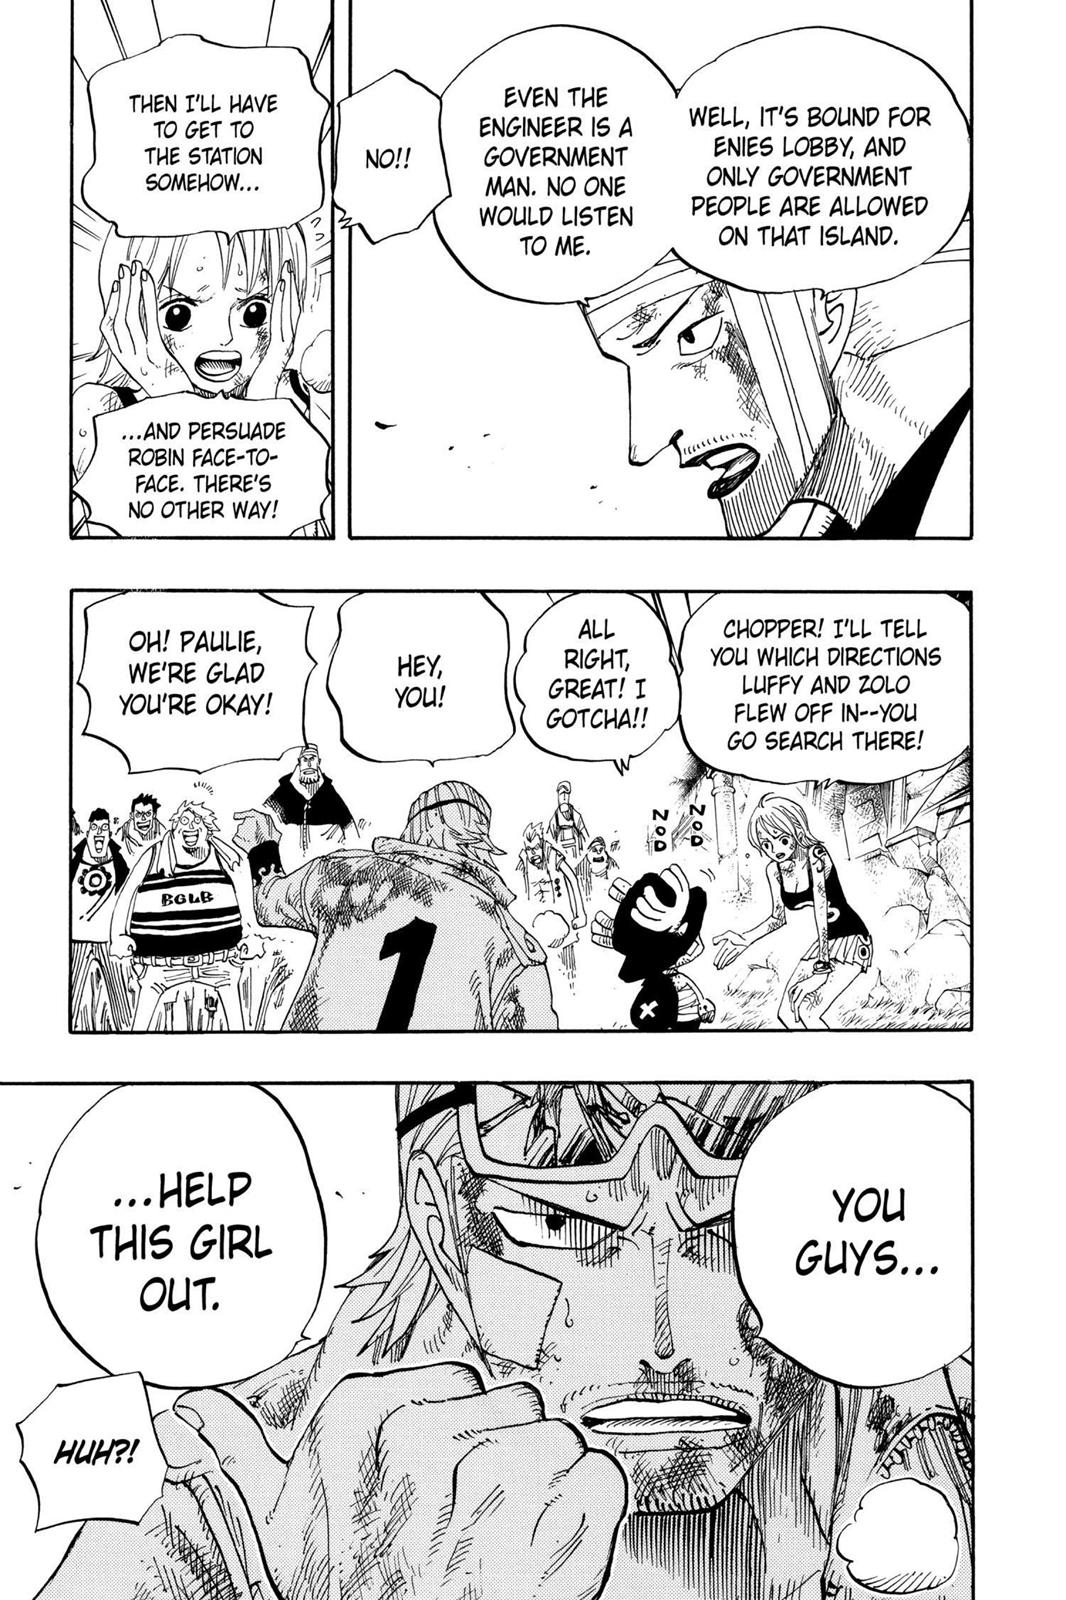 WELL, IT'S BOUND FOR
ENIES LOBBY, AND
ONLY GOVERNMENT
PEOPLE ARE ALLOWED
ON THAT ISLAND.
EVEN THE
ENGINEER IS A
GOVERNMENT
MAN. NO ONE
WOULD LISTEN
TO ME.
NO!!
THEN I'LL HAVE
TO GET TO
THE STATION
SOMEHOW...
...AND PERSUADE
ROBIN FACE-TO-
FACE. THERE'S
NO OTHER WAY!
CHOPPER! I'LL TELL
YOU WHICH DIRECTIONS
LUFFY AND ZOLO
FLEW OFF IN--YOU
GO SEARCH THERE!
ALL
RIGHT,
GREAT! I
GOTCHA!!
NOD
NOD
HEY,
YOU!
OH! PAULIE,
WE'RE GLAD
YOU'RE OKAY!
BGLB
1
YOU
GUYS...
...HELP
THIS GIRL
OUT.
HUH?!